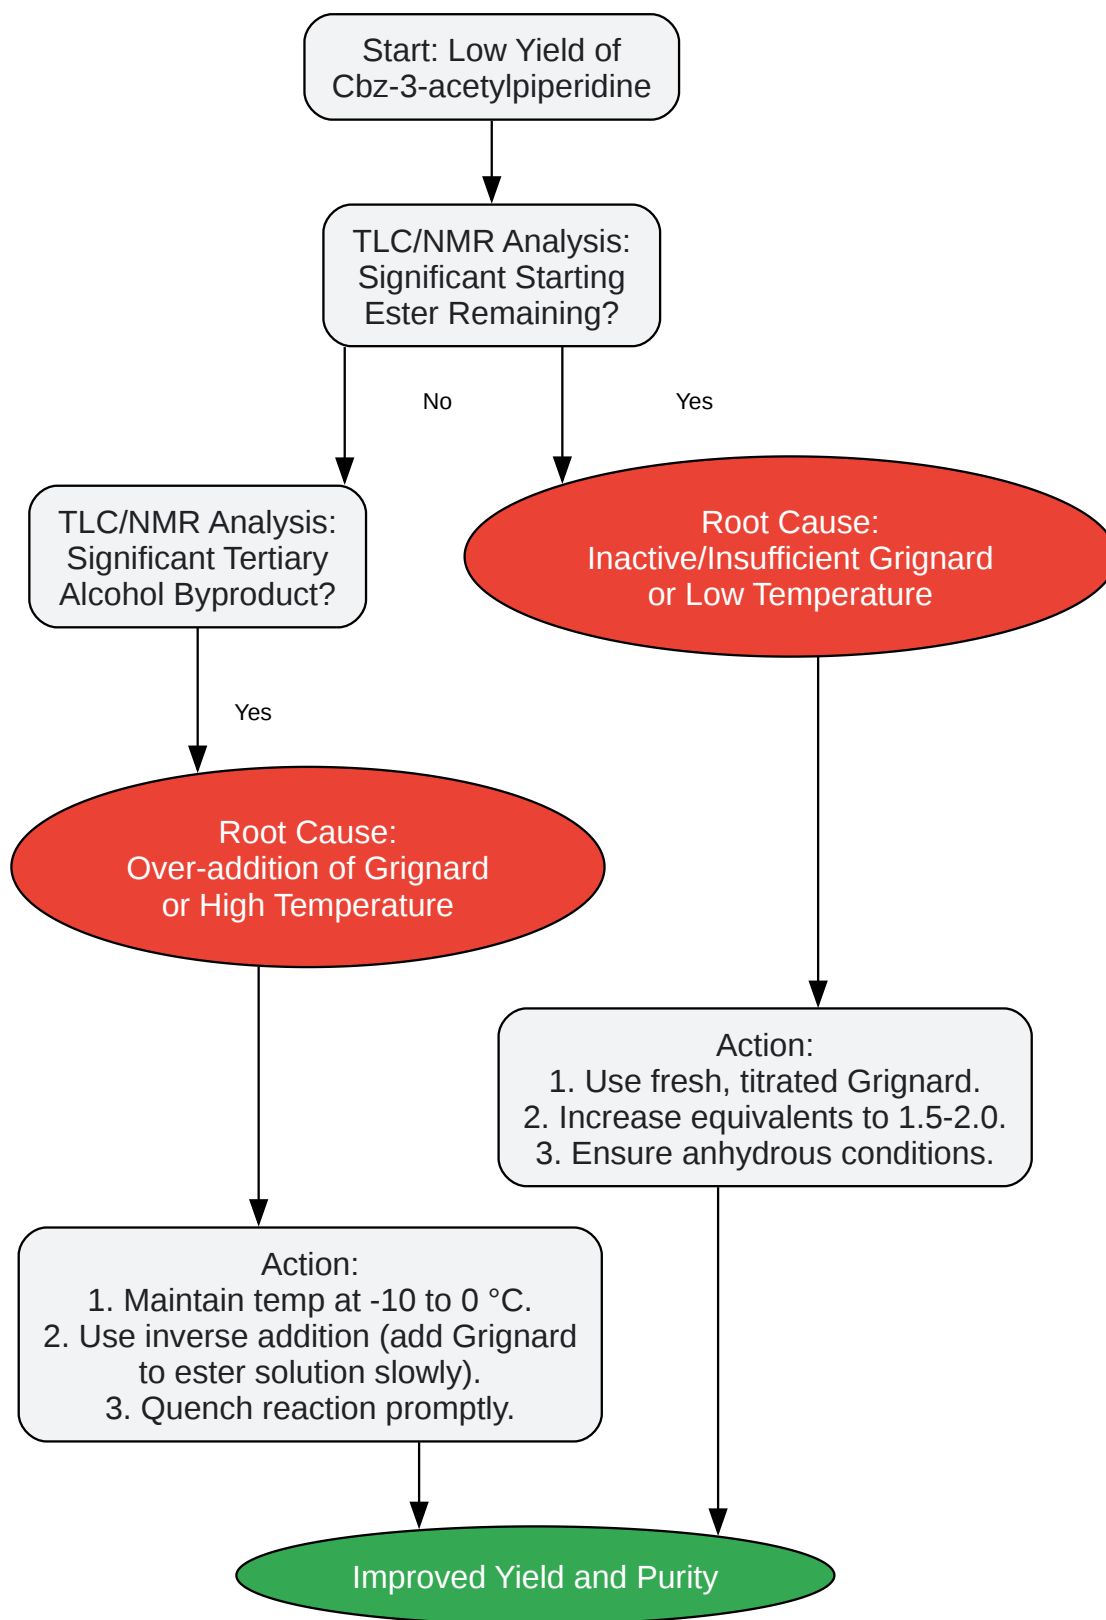 Start: Low Yield of
Cbz-3-acetylpiperidine
TLC/NMR Analysis:
Significant Starting
Ester Remaining?
No
Yes
TLC/NMR Analysis:
Significant Tertiary
Alcohol Byproduct?
Root Cause:
Inactive/Insufficient Grignard
or Low Temperature
Yes
Root Cause:
Over-addition of Grignard
or High Temperature
Action:
1. Use fresh, titrated Grignard.
2. Increase equivalents to 1.5-2.0.
3. Ensure anhydrous conditions.
Action:
1. Maintain temp at -10 to 0 °C.
2. Use inverse addition (add Grignard
to ester solution slowly).
3. Quench reaction promptly.
Improved Yield and Purity